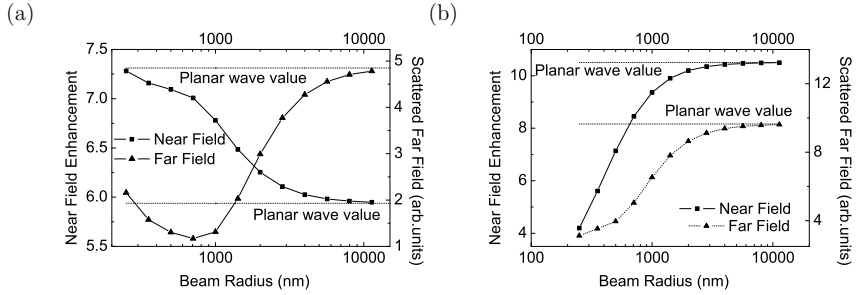 (a)
1000
10000
7.5
7.0
6.5
6.0
5.5
Near Field Enhancement
5
4
3
2
1
Scattered Far Field (arb.units)
Planar wave value
Near Field
Far Field
Planar wave value
1000
10000
Beam Radius (nm)
(b)
100
1000
10000
10
8
6
4
Near Field Enhancement
12
8
4
Scattered Far Field (arb.units)
Planar wave value
Planar wave value
Near Field
Far Field
100
1000
10000
Beam Radius (nm)